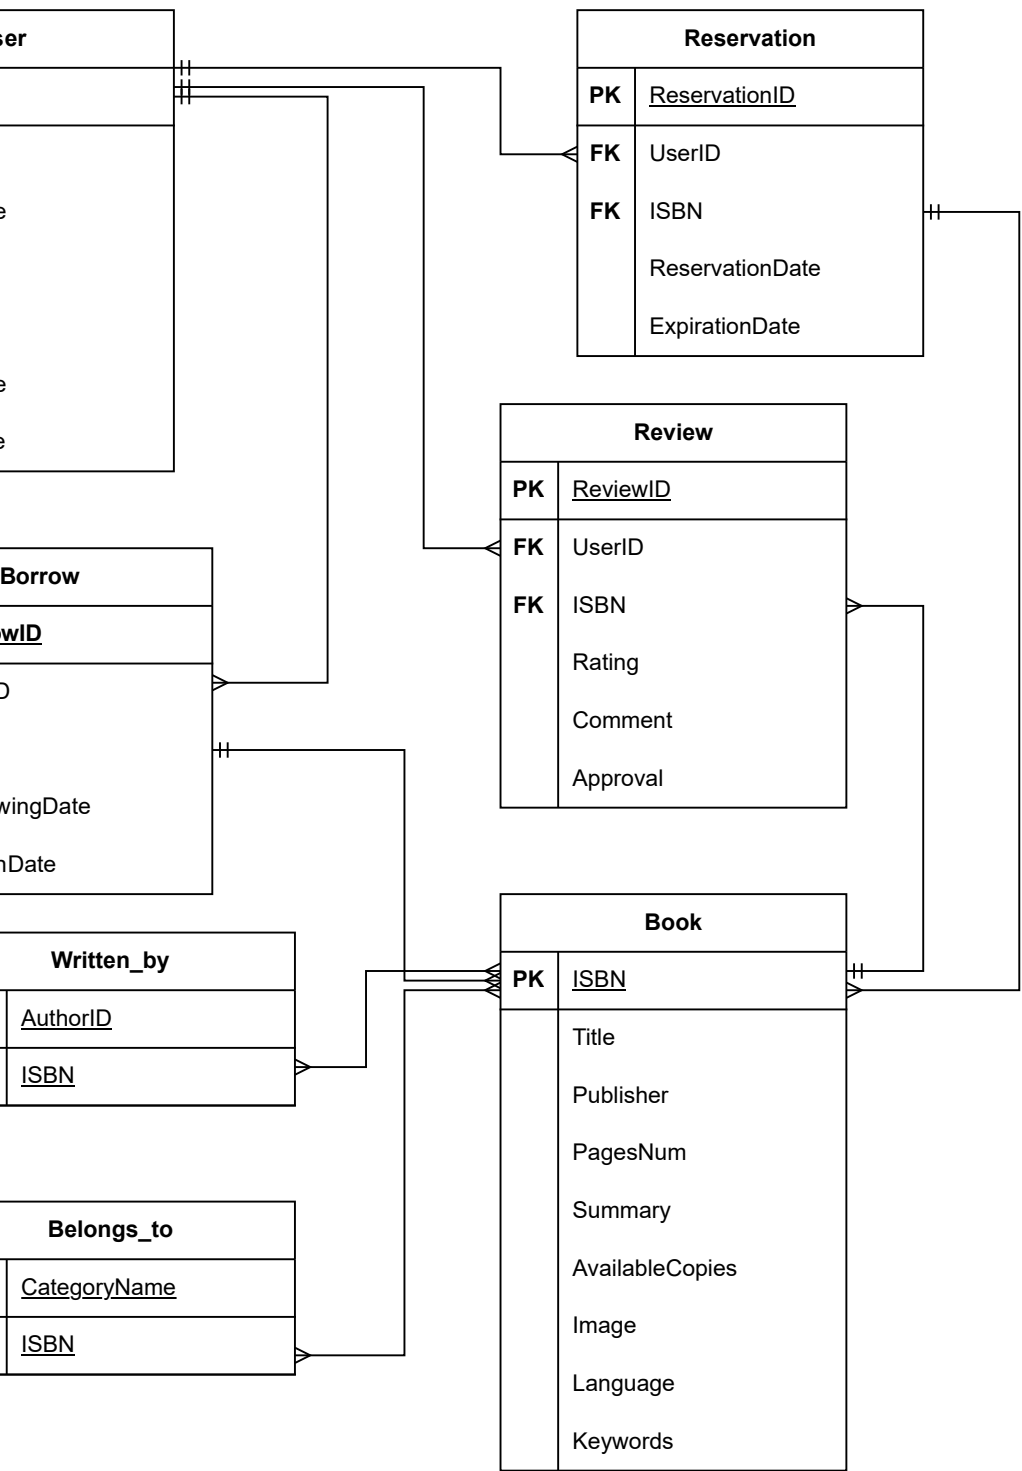 ser
e
e
e
Reservation
PK ReservationID
FK UserID
FK ISBN
ReservationDate
ExpirationDate
Review
PK ReviewID
FK UserID
FK ISBN
Rating
Comment
Approval
Borrow
owID
D
wingDate
nDate
Written_by
AuthorID
ISBN
Belongs_to
CategoryName
ISBN
Book
PK ISBN
Title
Publisher
PagesNum
Summary
AvailableCopies
Image
Language
Keywords